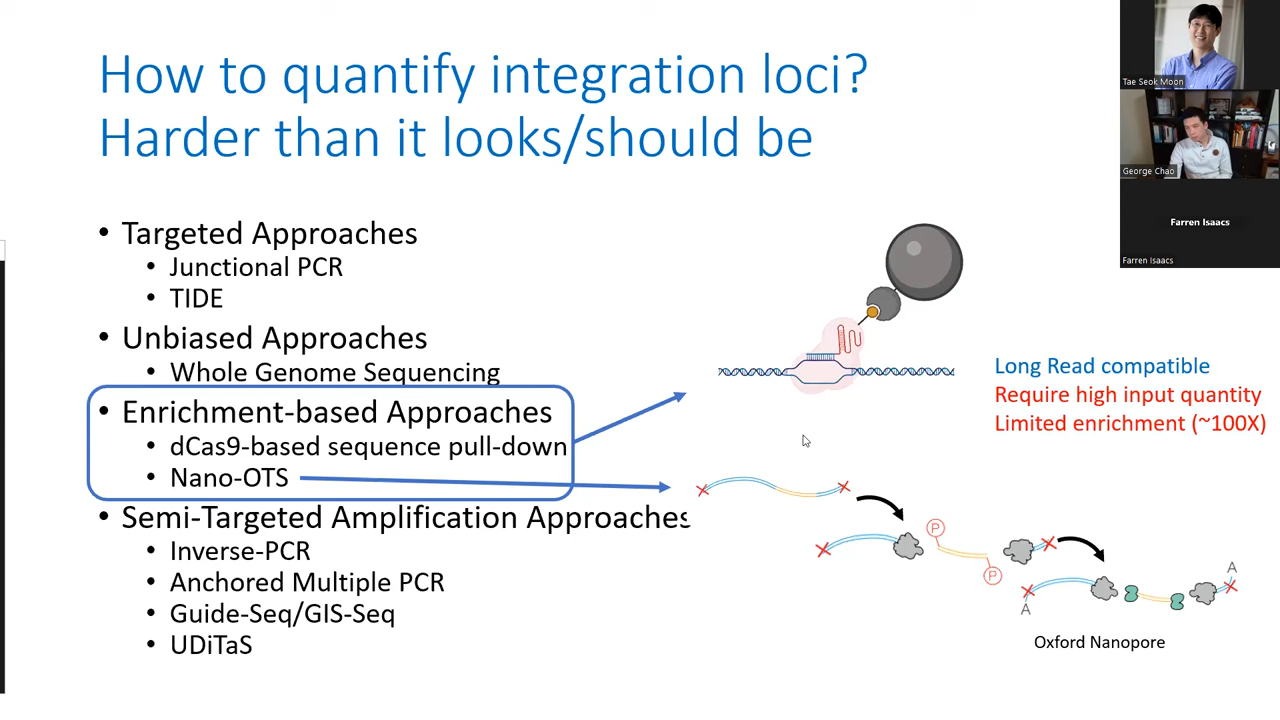 How to quantify integration loci?
Harder than it looks/should be
• Targeted Approaches
• Junctional PCR
• TIDE
• Unbiased Approaches
• Whole Genome Sequencing
• Enrichment-based Approaches
• dCas9-based sequence pull-down
• Nano-OTS
• Semi-Targeted Amplification Approaches
• Inverse-PCR
• Anchored Multiple PCR
• Guide-Seq/GIS-Seq
• UDiTaS
Long Read compatible
Require high input quantity
Limited enrichment (~100X)
P
P
A
A
Oxford Nanopore
Tae Seok Moon
George Chao
Farren Isaacs
Farren Isaacs